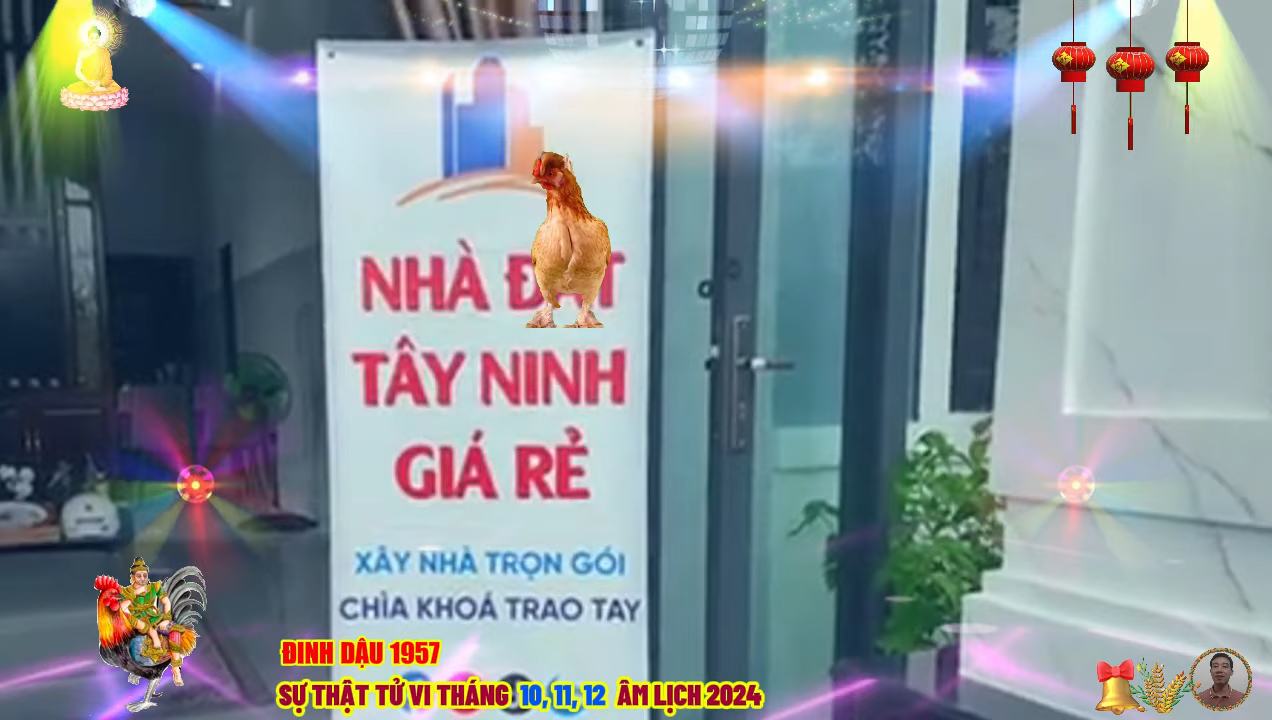 NHÀ ĐẤT
TÂY NINH
GIÁ RẺ
XÂY NHÀ TRỌN GÓI
CHÌA KHOÁ TRAO TAY
ĐINH DẬU 1957
SỰ THẬT TỬ VI THÁNG 10, 11, 12 ÂM LỊCH 2024